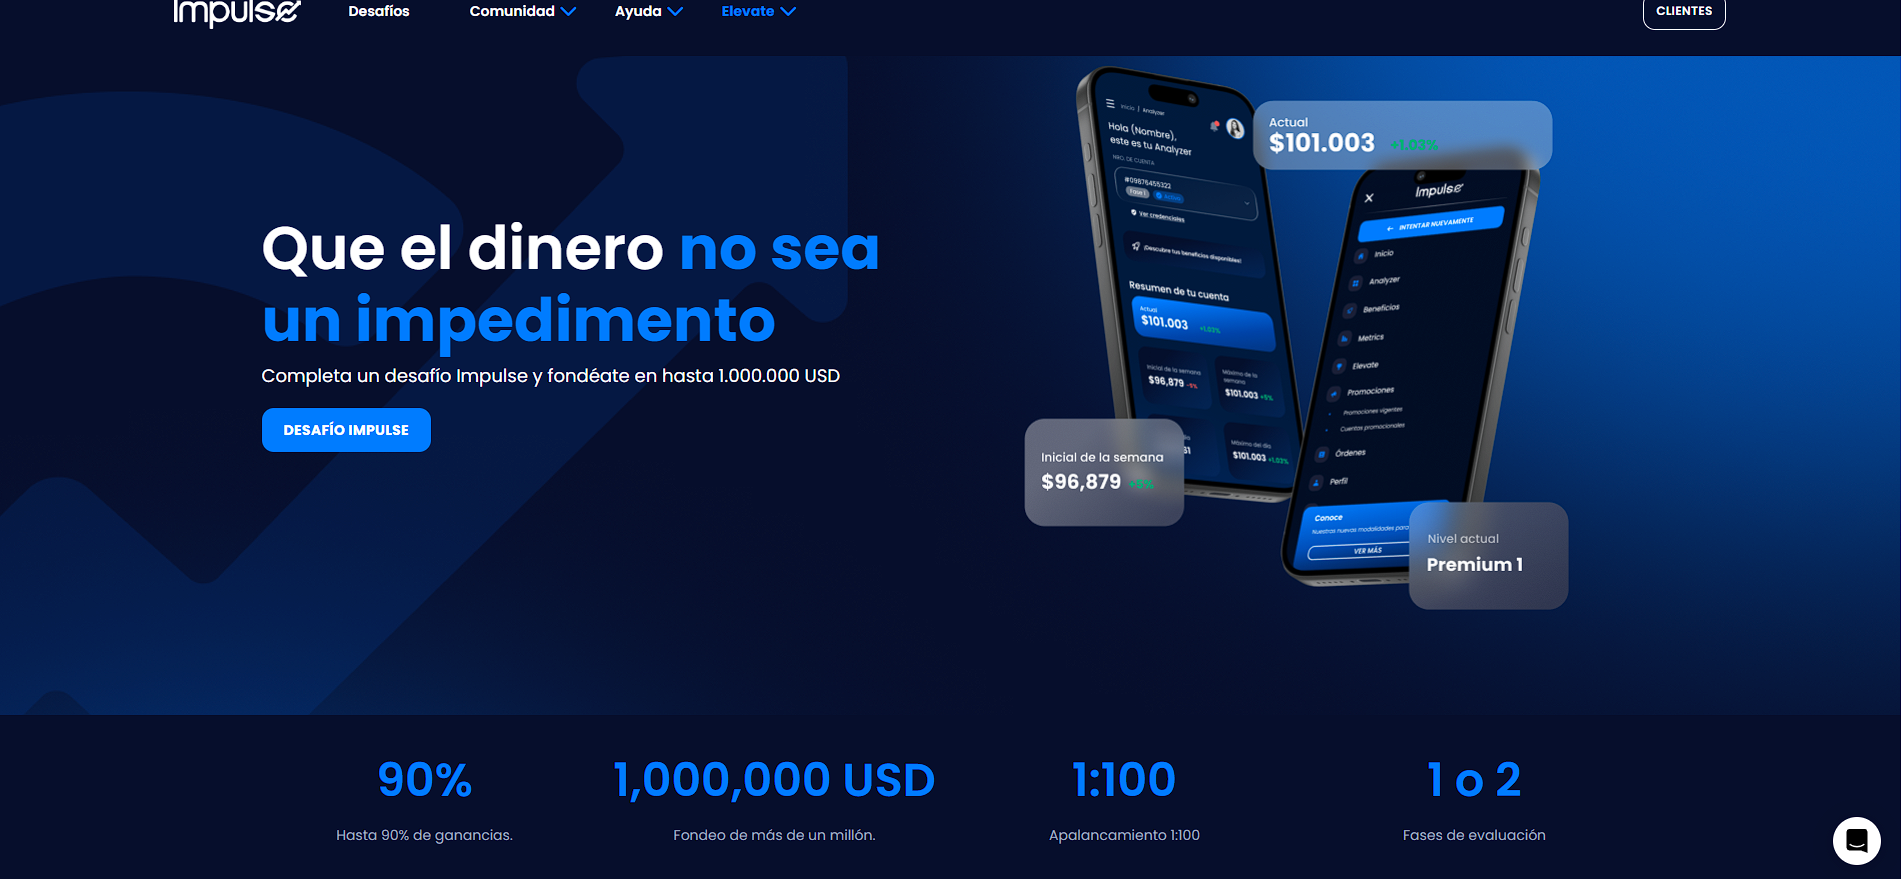 Impulse
Desafíos
Comunidad
Ayuda
Elevate
CLIENTES
Que el dinero no sea
un impedimento
Completa un desafío Impulse y fondéate en hasta 1.000.000 USD
DESAFÍO IMPULSE
Inicio | Analyzer
Hola (Nombre),
este es tu Analyzer
NRO. DE CUENTA
#09876455322
Fase 1
Activa
Ver credenciales
¡Descubre tus beneficios disponibles!
Resumen de tu cuenta
Actual
$101.003 +1.03%
Inicial de la semana
$96,879 -5%
Máximo de la
semana
$101.003 +5%
Máximo del día
$101.003 +1.03%
Actual
$101.003 +1.03%
Inicial de la semana
$96,879 +5%
Impulse
INTENTAR NUEVAMENTE
Inicio
Analyzer
Beneficios
Metrics
Elevate
Promociones
Promociones vigentes
Cuentas promocionales
Órdenes
Perfil
Conoce
Nuestras nuevas modalidades para
VER MÁS
Nivel actual
Premium 1
90%
Hasta 90% de ganancias.
1,000,000 USD
Fondeo de más de un millón.
1:100
Apalancamiento 1:100
1 o 2
Fases de evaluación